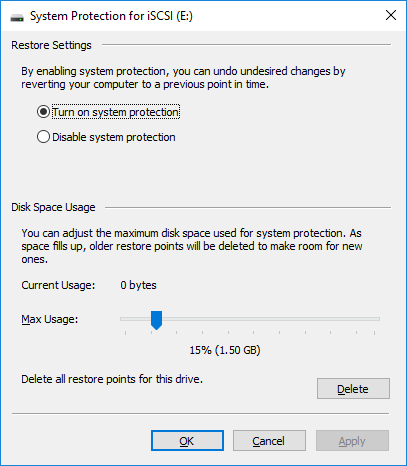 System Protection for iSCSI (E:)
Restore Settings
By enabling system protection, you can undo undesired changes by
reverting your computer to a previous point in time.
Turn on system protection
Disable system protection
Disk Space Usage
You can adjust the maximum disk space used for system protection. As
space fills up, older restore points will be deleted to make room for new
ones.
Current Usage: 0 bytes
Max Usage:
15% (1.50 GB)
Delete all restore points for this drive.
Delete
OK Cancel Apply